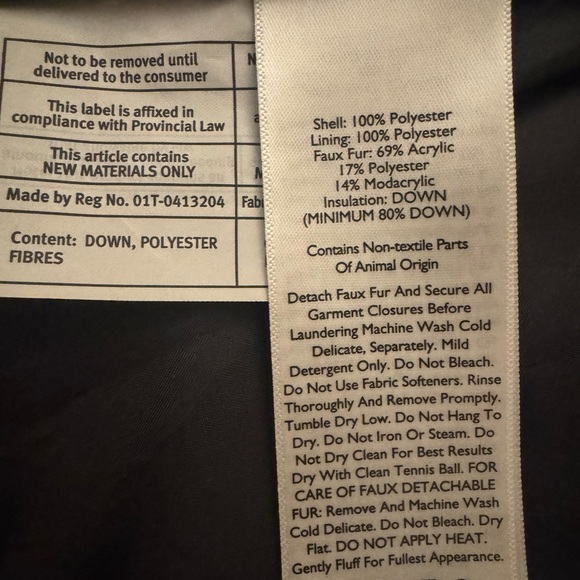 Not to be removed until
delivered to the consumer
This label is affixed in
compliance with Provincial Law
This article contains
NEW MATERIALS ONLY
Made by Reg No. 01T-0413204
Content: DOWN, POLYESTER
FIBRES
Shell: 100% Polyester
Lining: 100% Polyester
Faux Fur: 69% Acrylic
17% Polyester
14% Modacrylic
Insulation: DOWN
(MINIMUM 80% DOWN)
Contains Non-textile Parts
Of Animal Origin
Detach Faux Fur And Secure All
Garment Closures Before
Laundering Machine Wash Cold
Delicate, Separately. Mild
Detergent Only. Do Not Bleach.
Do Not Use Fabric Softeners. Rinse
Thoroughly And Remove Promptly.
Tumble Dry Low. Do Not Hang To
Dry. Do Not Iron Or Steam. Do
Not Dry Clean For Best Results
Dry With Clean Tennis Ball. FOR
CARE OF FAUX DETACHABLE
FUR: Remove And Machine Wash
Cold Delicate. Do Not Bleach. Dry
Flat. DO NOT APPLY HEAT.
Gently Fluff For Fullest Appearance.